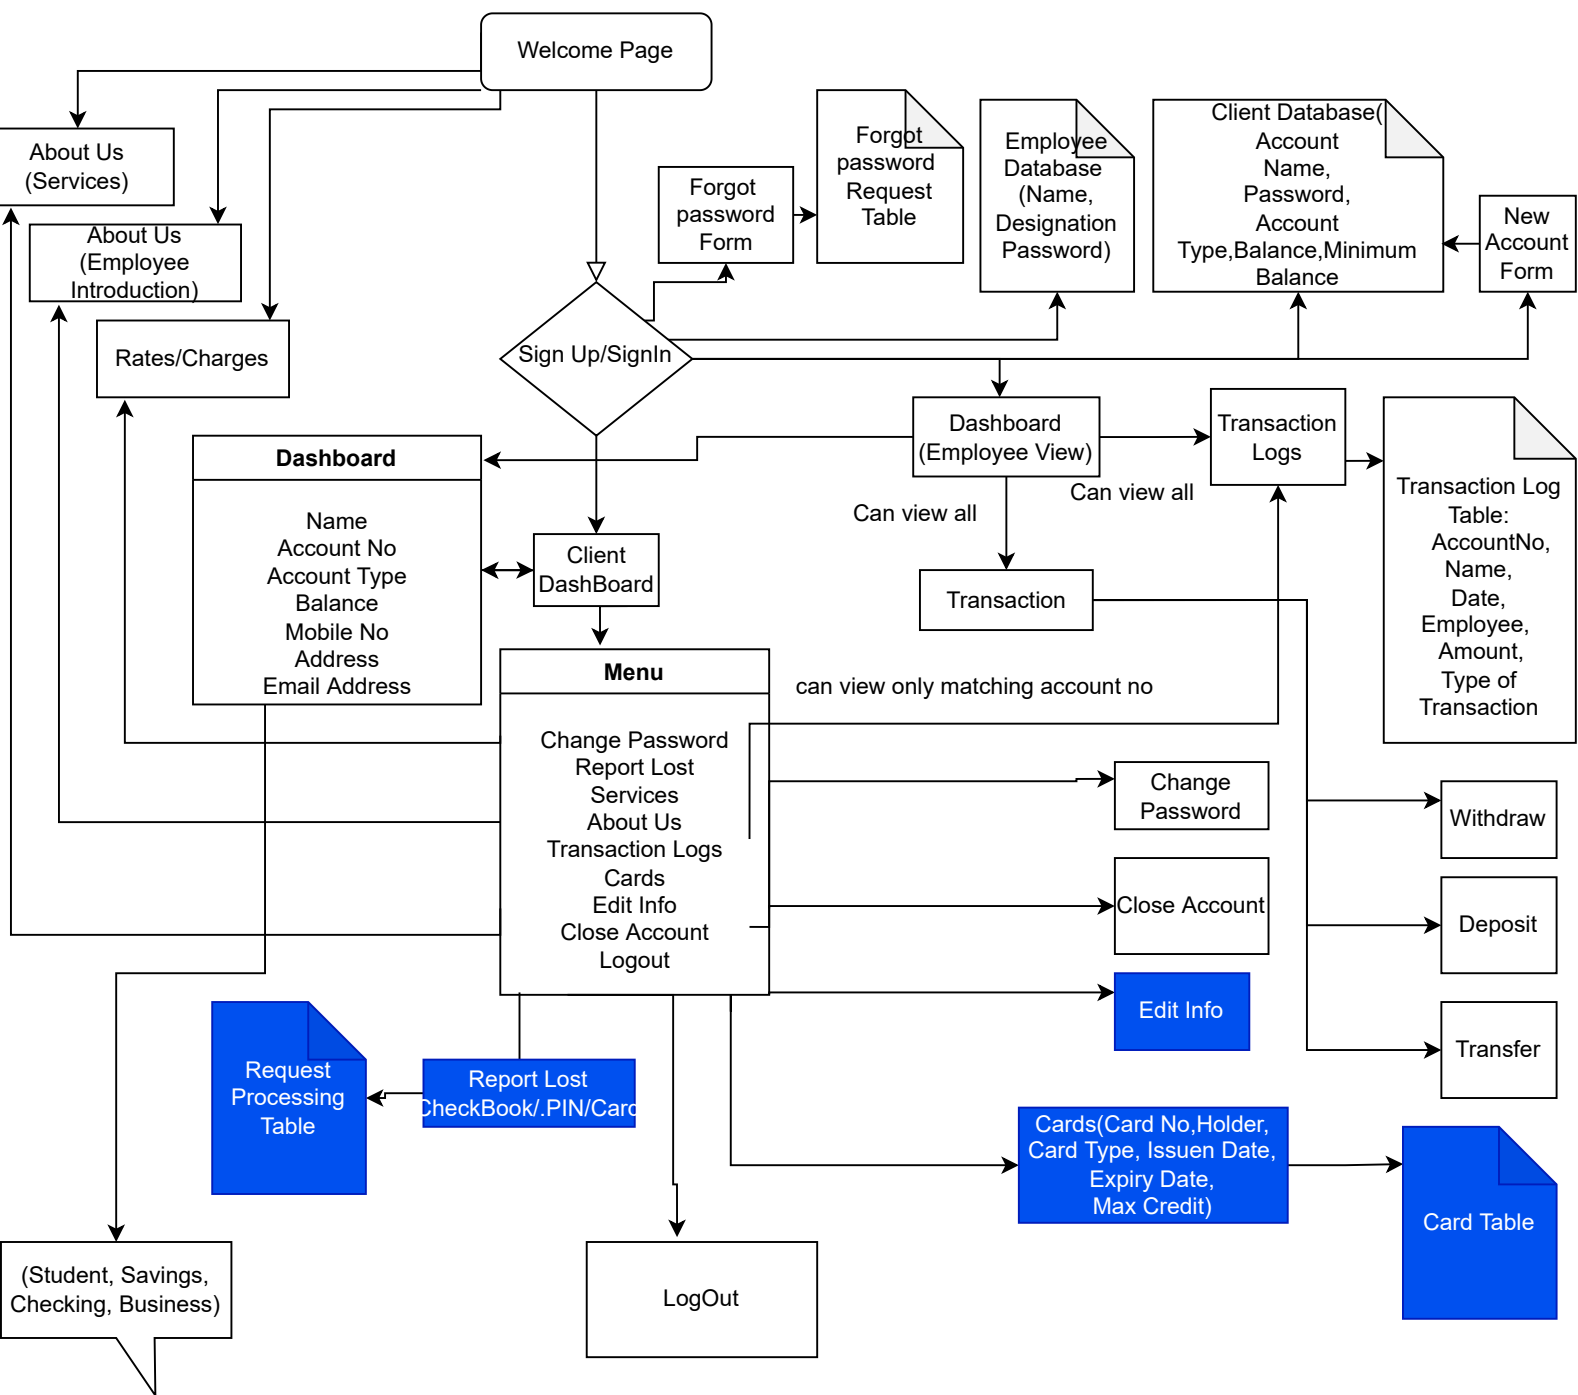 Welcome Page
About Us
(Services)
About Us
(Employee
Introduction)
Rates/Charges
Forgot
password
Form
Forgot
password
Request
Table
Employee
Database
(Name,
Designation
Password)
Client Database(
Account
Name,
Password,
Account
Type,Balance,Minimum
Balance
New
Account
Form
Sign Up/SignIn
Dashboard
(Employee View)
Transaction
Logs
Can view all
Can view all
Transaction Log
Table:
AccountNo,
Name,
Date,
Employee,
Amount,
Type of
Transaction
Dashboard
Name
Account No
Account Type
Balance
Mobile No
Address
Email Address
Client
DashBoard
Transaction
Menu
Change Password
Report Lost
Services
About Us
Transaction Logs
Cards
Edit Info
Close Account
Logout
can view only matching account no
Change
Password
Close Account
Edit Info
Withdraw
Deposit
Transfer
Request
Processing
Table
Report Lost
CheckBook/.PIN/Card
Cards(Card No,Holder,
Card Type, Issuen Date,
Expiry Date,
Max Credit)
Card Table
(Student, Savings,
Checking, Business)
LogOut